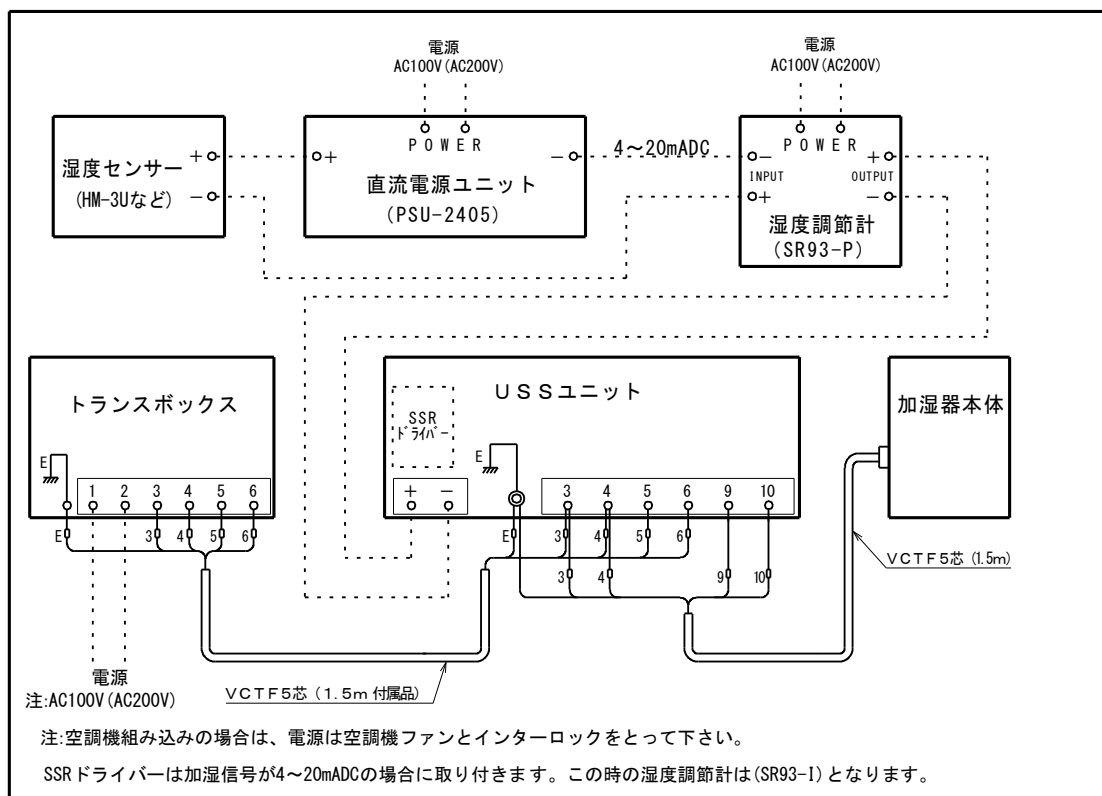 電源
AC100V(AC200V)
電源
AC100V(AC200V)
湿度センサー
(HM-3Uなど)
+
−
+
POWER
−
直流電源ユニット
(PSU-2405)
4～20mADC
POWER
−
INPUT
+
+
OUTPUT
−
湿度調節計
(SR93-P)
トランスボックス
E
1 2 3 4 5 6
E 3 4 5 6
電源
注:AC100V(AC200V)
USSユニット
SSR
ドライバー
+ −
E
3 4 5 6 9 10
E 3 4 5 6
3 4 9 10
加湿器本体
VCTF5芯 (1.5m)
VCTF5芯 (1.5m 付属品)
注:空調機組み込みの場合は、電源は空調機ファンとインターロックをとって下さい。
SSRドライバーは加湿信号が4～20mADCの場合に取り付きます。この時の湿度調節計は(SR93-I)となります。